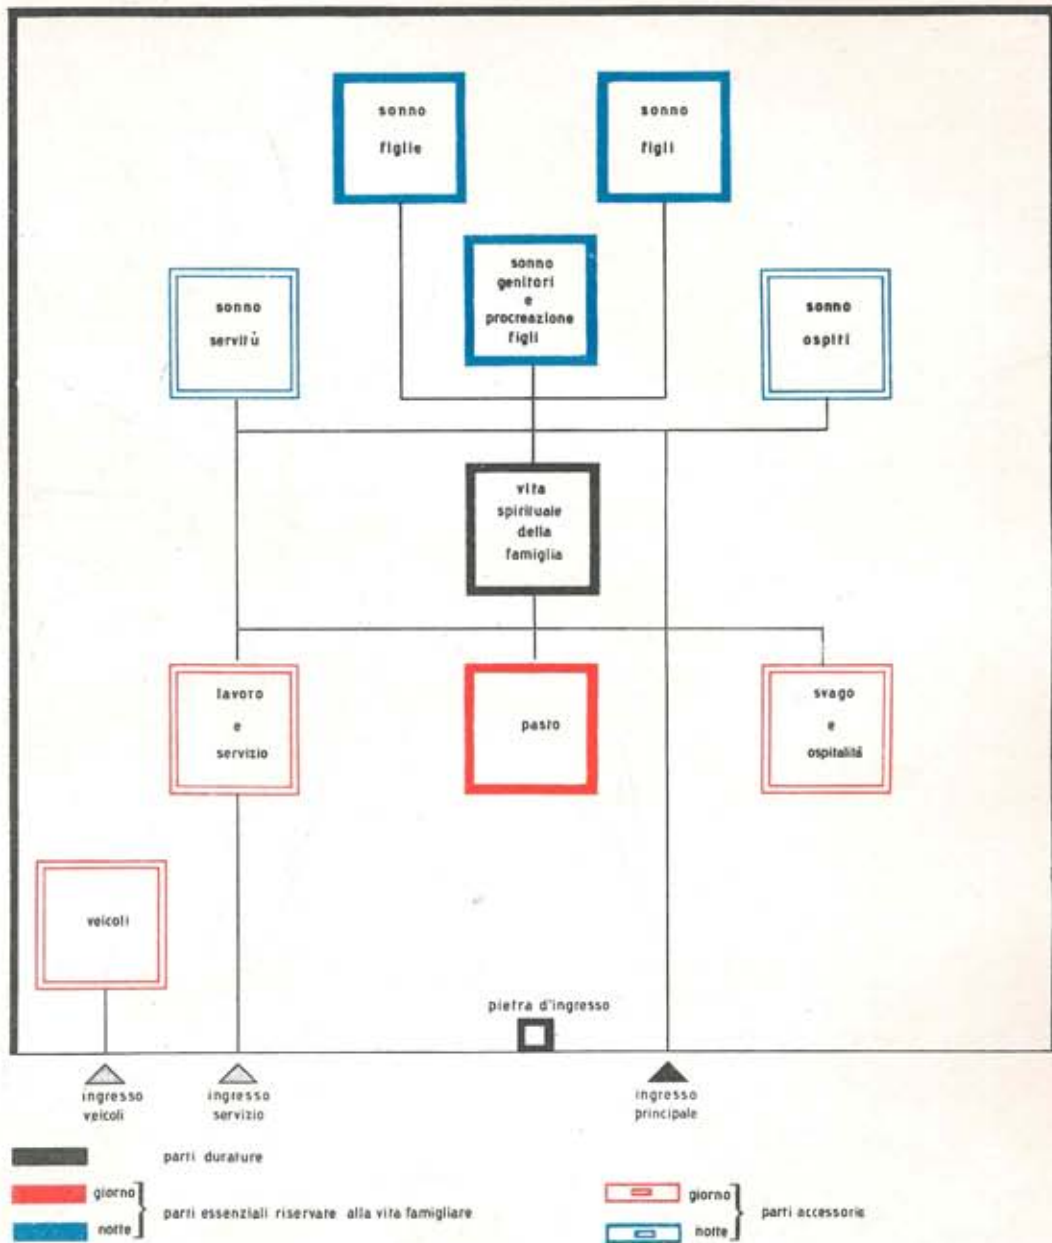 sonno
figlie
sonno
figli
sonno
genitori
e
procreazione
figli
sonno
servitù
sonno
ospiti
vita
spirituale
della
famiglia
lavoro
e
servizio
pasto
svago
e
ospitalità
veicoli
pietra d'ingresso
ingresso
veicoli
ingresso
servizio
ingresso
principale
parti durature
giorno
notte
parti essenziali riservate alla vita famigliare
giorno
notte
parti accessorie